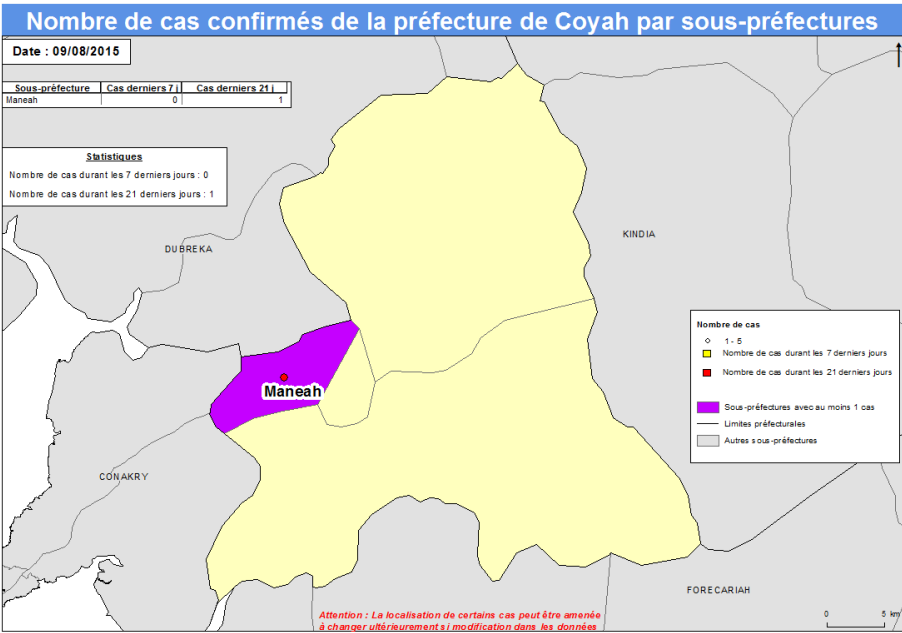 Nombre de cas confirmés de la préfecture de Coyah par sous-préfectures
Date : 09/08/2015
Sous-préfecture Cas derniers 7 j Cas derniers 21 j
Maneah 0 1
Statistiques
Nombre de cas durant les 7 derniers jours : 0
Nombre de cas durant les 21 derniers jours : 1
DUBREKA
KINDIA
Maneah
CONAKRY
FORECARIAH
Nombre de cas
1 - 5
Nombre de cas durant les 7 derniers jours
Nombre de cas durant les 21 derniers jours
Sous-préfectures avec au moins 1 cas
Limites préfecturales
Autres sous-préfectures
Attention : La localisation de certains cas peut être amenée
à changer ultérieurement si modification dans les données
0 5 km